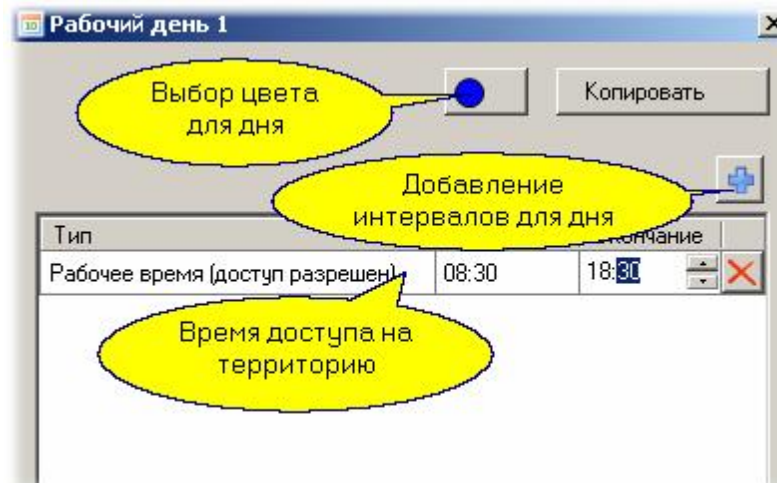 Рабочий день 1
Выбор цвета
для дня
Копировать
Добавление
интервалов для дня
Тип
Рабочее время (доступ разрешен)
08:30
18:30
Время доступа на
территорию